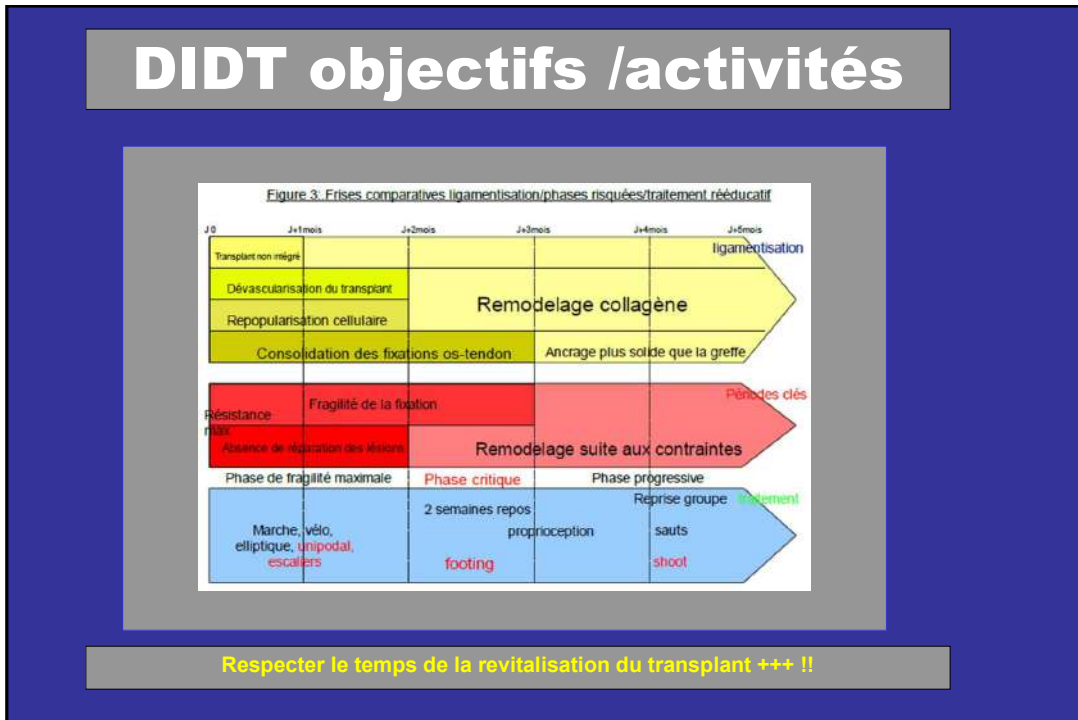 DIDT objectifs /activités
Figure 3: Frises comparatives ligamentisation/phases risquées/traitement rééducatif
J0 J+1mois J+2mois J+3mois J+4mois J+5mois
ligamentisation
Transplant non intégré
Dévascularisation du transplant
Remodelage collagène
Repopularisation cellulaire
Consolidation des fixations os-tendon
Ancrage plus solide que la greffe
Périodes clés
Fragilité de la fixation
Résistance
max
Absence de réparation des lésions
Remodelage suite aux contraintes
Phase de fragilité maximale Phase critique Phase progressive
Reprise groupe traitement
2 semaines repos
Marche, vélo,
proprioception sauts
elliptique, unipodal,
escaliers
footing shoot
Respecter le temps de la revitalisation du transplant +++ !!